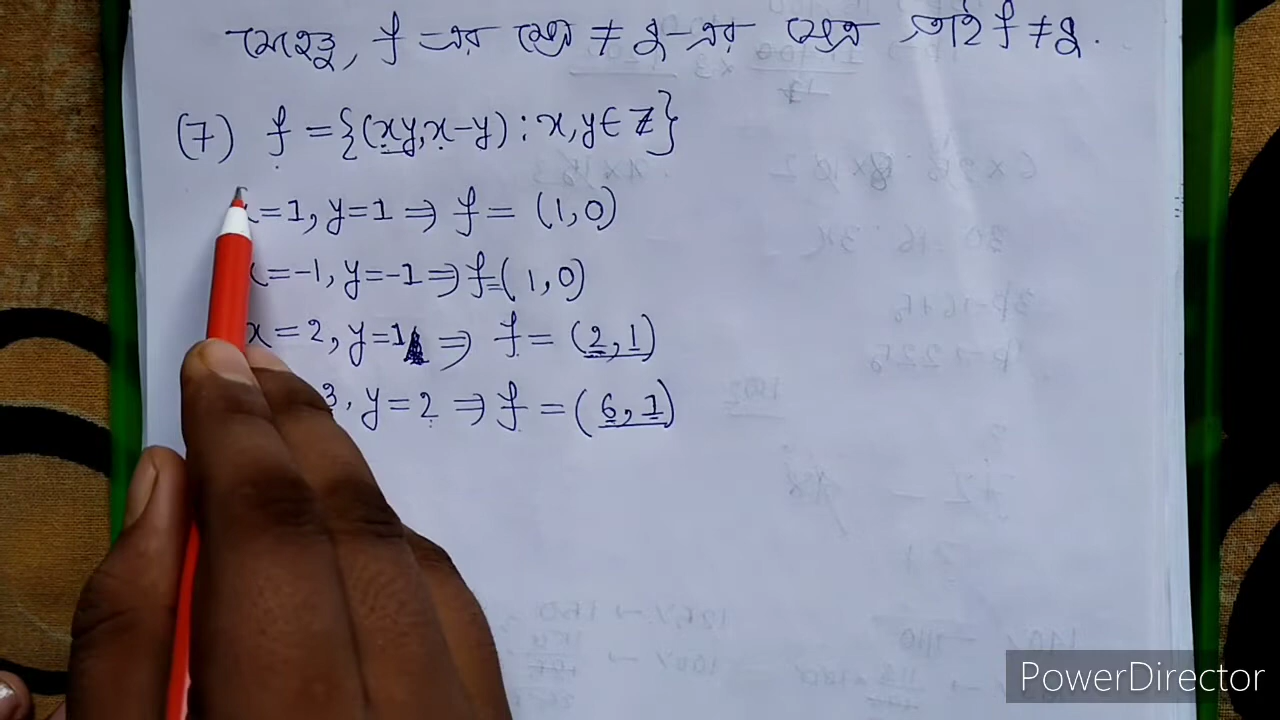 যেহেতু, f -এর ক্ষেত্র ≠ g-এর ক্ষেত্র তাই f ≠ g.
(7) f = {(xy, x-y) : x, y ∈ Z}
x=1, y=1 ⇒ f = (1,0)
x=-1, y=-1 ⇒ f=(1,0)
x=2, y=1 ⇒ f = (2,1)
3, y=2 ⇒ f = (6,1)
PowerDirector